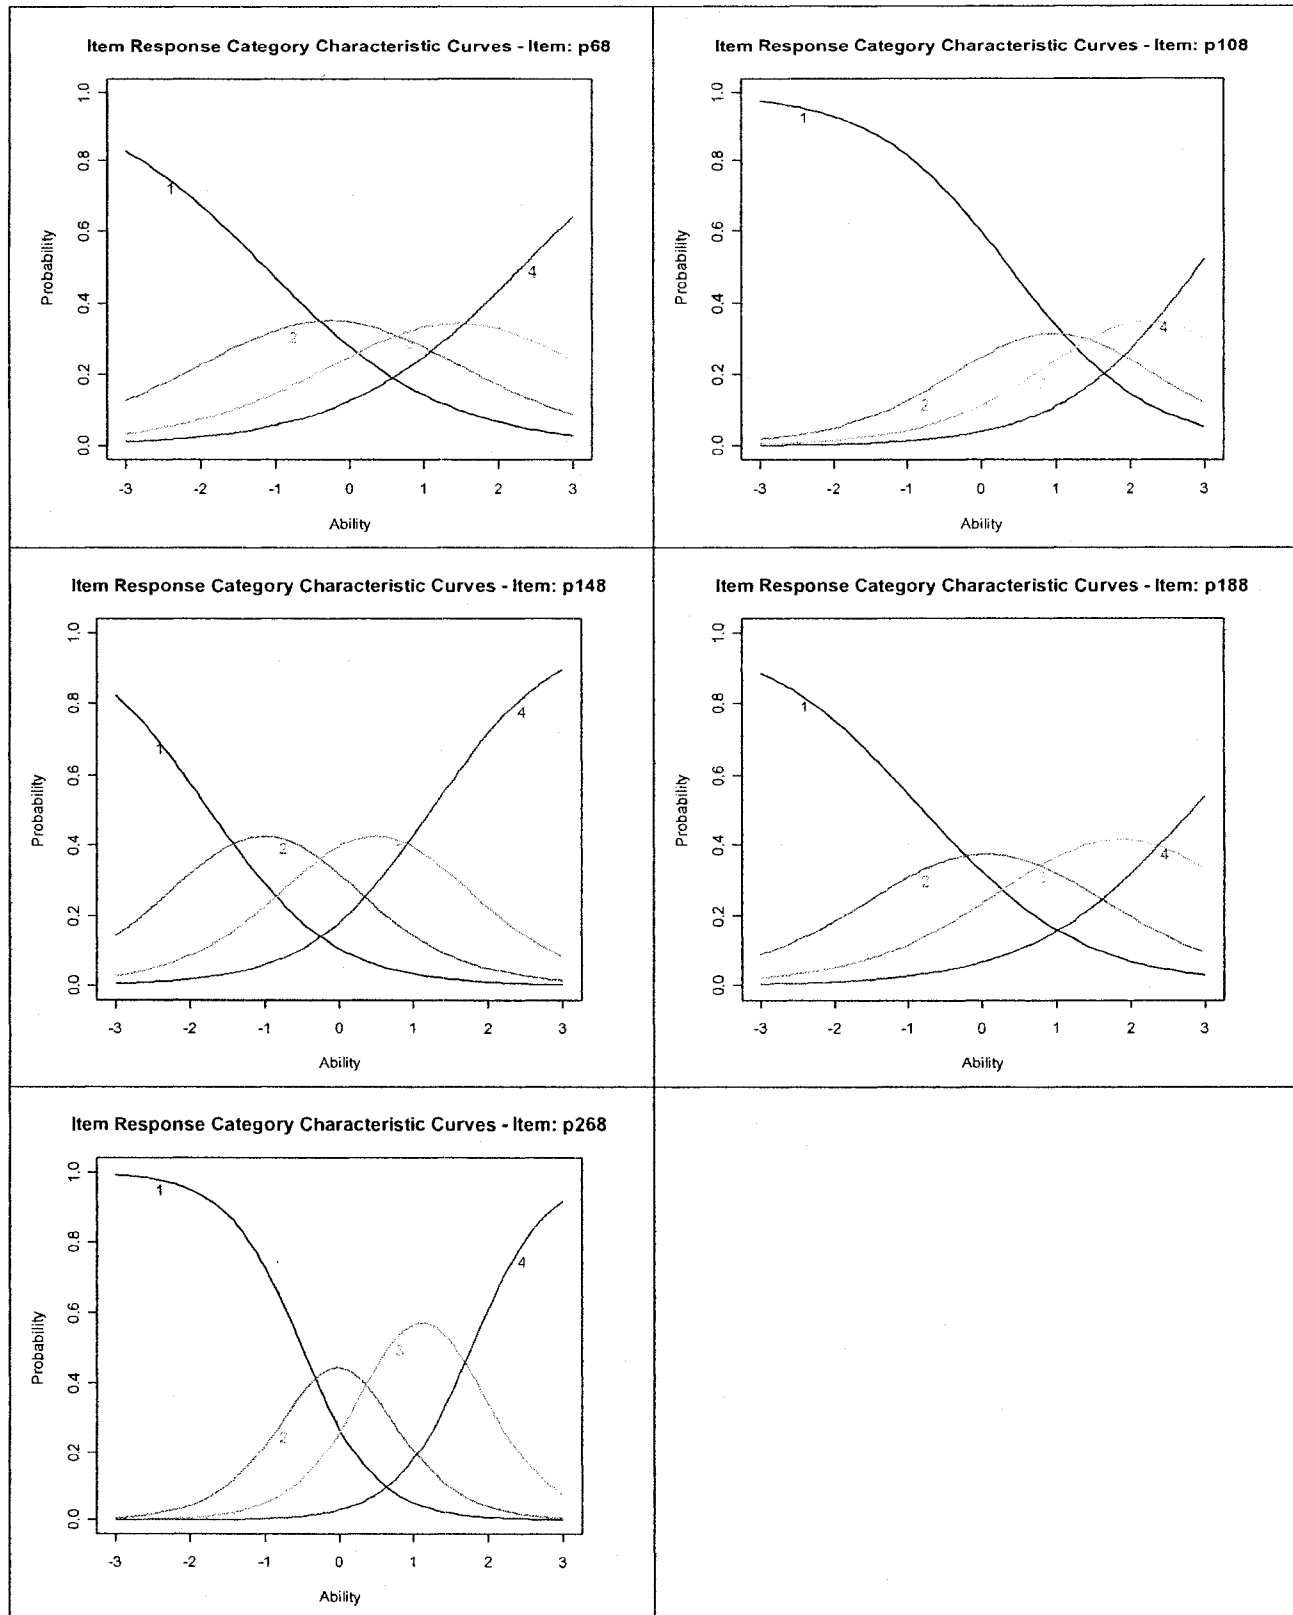 Item Response Category Characteristic Curves - Item: p68
1.0
0.8
0.6
0.4
0.2
0.0
Probability
1
2
3
4
-3 -2 -1 0 1 2 3
Ability
Item Response Category Characteristic Curves - Item: p108
1.0
0.8
0.6
0.4
0.2
0.0
Probability
1
2
3
4
-3 -2 -1 0 1 2 3
Ability
Item Response Category Characteristic Curves - Item: p148
1.0
0.8
0.6
0.4
0.2
0.0
Probability
1
2
4
-3 -2 -1 0 1 2 3
Ability
Item Response Category Characteristic Curves - Item: p188
1.0
0.8
0.6
0.4
0.2
0.0
Probability
1
2
3
4
-3 -2 -1 0 1 2 3
Ability
Item Response Category Characteristic Curves - Item: p268
1.0
0.8
0.6
0.4
0.2
0.0
Probability
1
2
3
4
-3 -2 -1 0 1 2 3
Ability